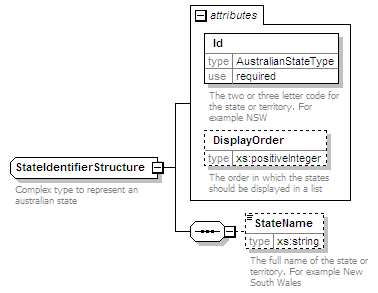 attributes
Id
type AustralianStateType
use required
The two or three letter code for
the state or territory. For
example NSW
DisplayOrder
type xs:positiveInteger
The order in which the states
should be displayed in a list
StateIdentifierStructure
Complex type to represent an
australian state
StateName
type xs:string
The full name of the state or
territory. For example New
South Wales